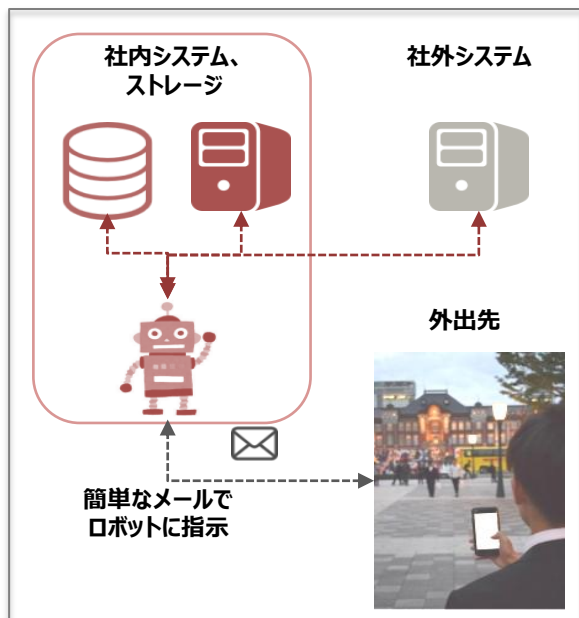 社内システム、
ストレージ
社外システム
外出先
簡単なメールで
ロボットに指示